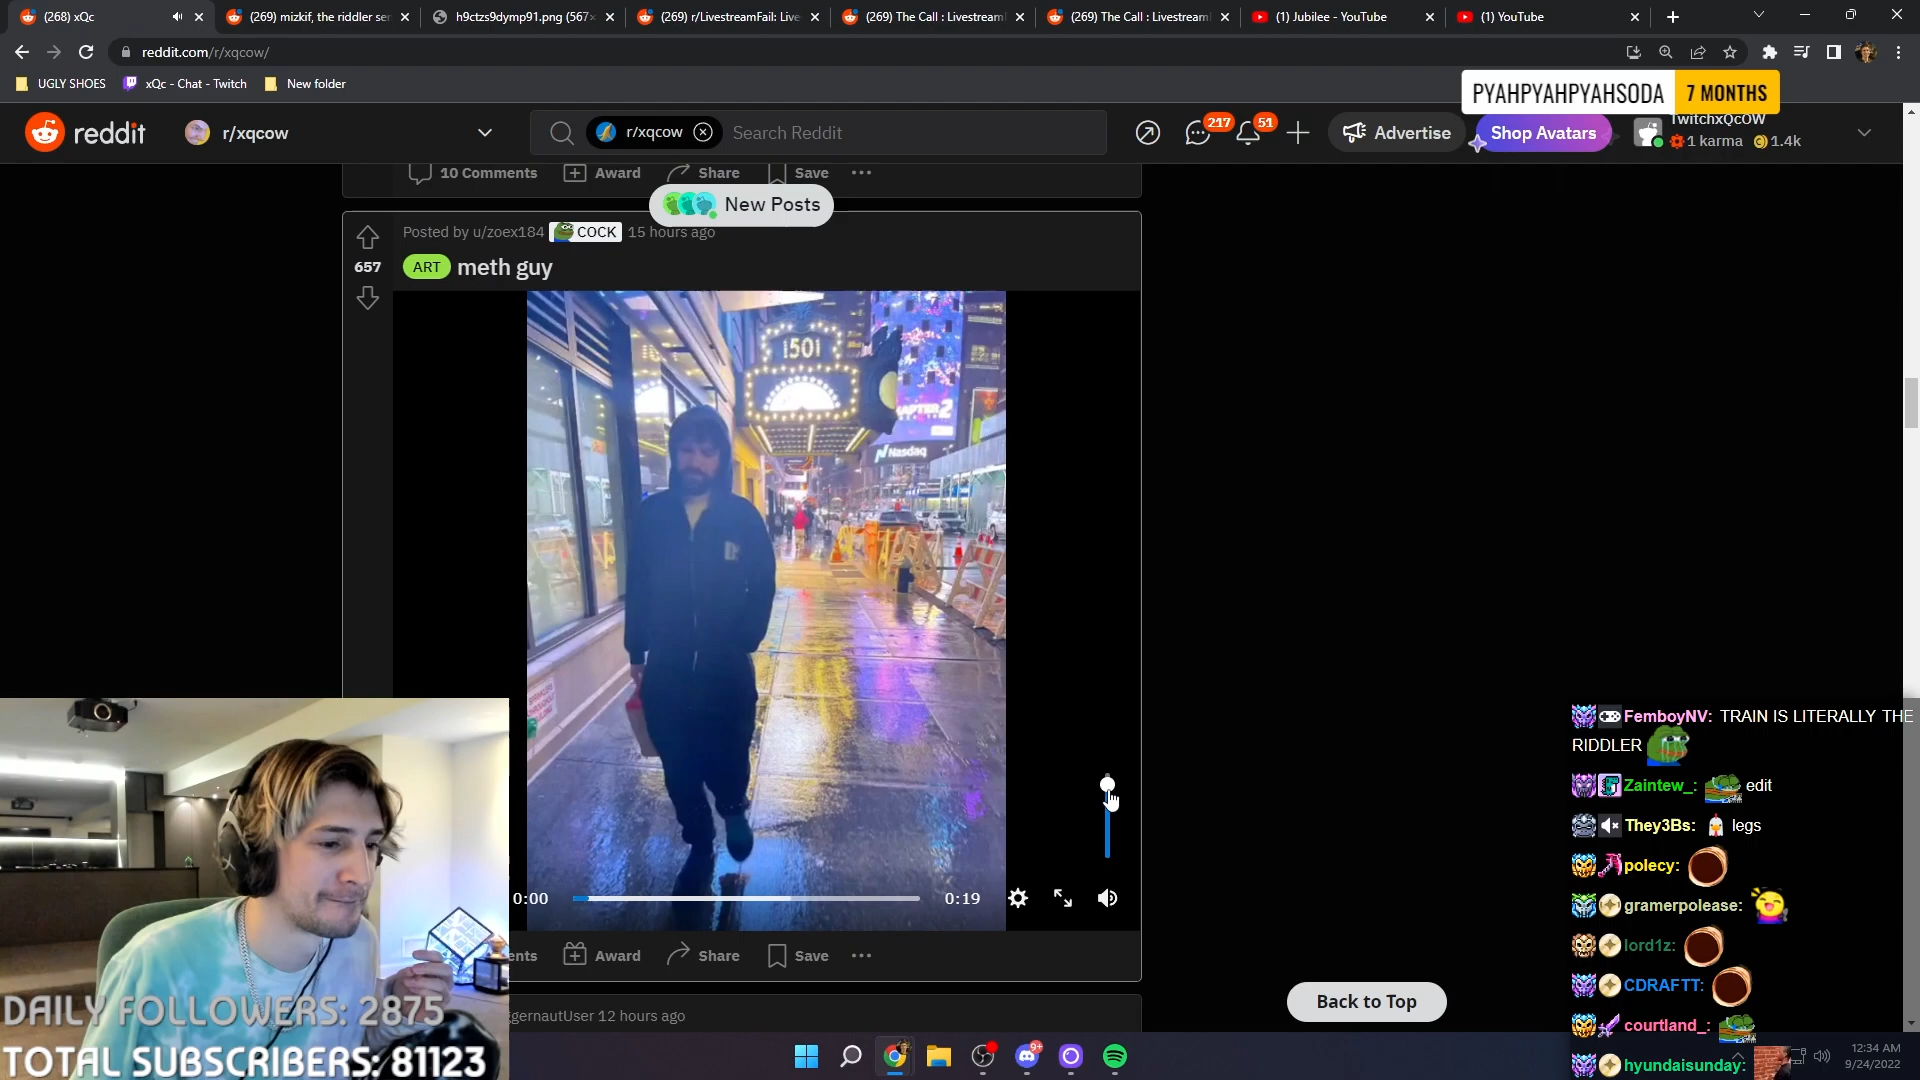 (268) xQc
(269) mizkif, the riddler ser
h9ctzs9dymp91.png (567×
(269) r/LivestreamFail: Live
(269) The Call : Livestream
(269) The Call : Livestream
(1) Jubilee - YouTube
(1) YouTube
reddit.com/r/xqcow/
UGLY SHOES
xQc - Chat - Twitch
New folder
PYAHPYAHPYAHSODA 7 MONTHS
reddit
r/xqcow
r/xqcow
Search Reddit
217
51
Advertise
Shop Avatars
TwitchxQcOW
1 karma 1.4k
10 Comments Award Share Save
New Posts
Posted by u/zoex184 COCK 15 hours ago
657
ART meth guy
1501
Nasdaq
0:00
0:19
ents Award Share Save
ggernautUser 12 hours ago
Back to Top
DAILY FOLLOWERS: 2875
TOTAL SUBSCRIBERS: 81123
FemboyNV: TRAIN IS LITERALLY THE
RIDDLER
Zaintew_: edit
They3Bs: legs
polecy:
gramerpolease:
lord1z:
CDRAFTT:
courtland_:
hyundaisunday:
9+
12:34 AM
9/24/2022